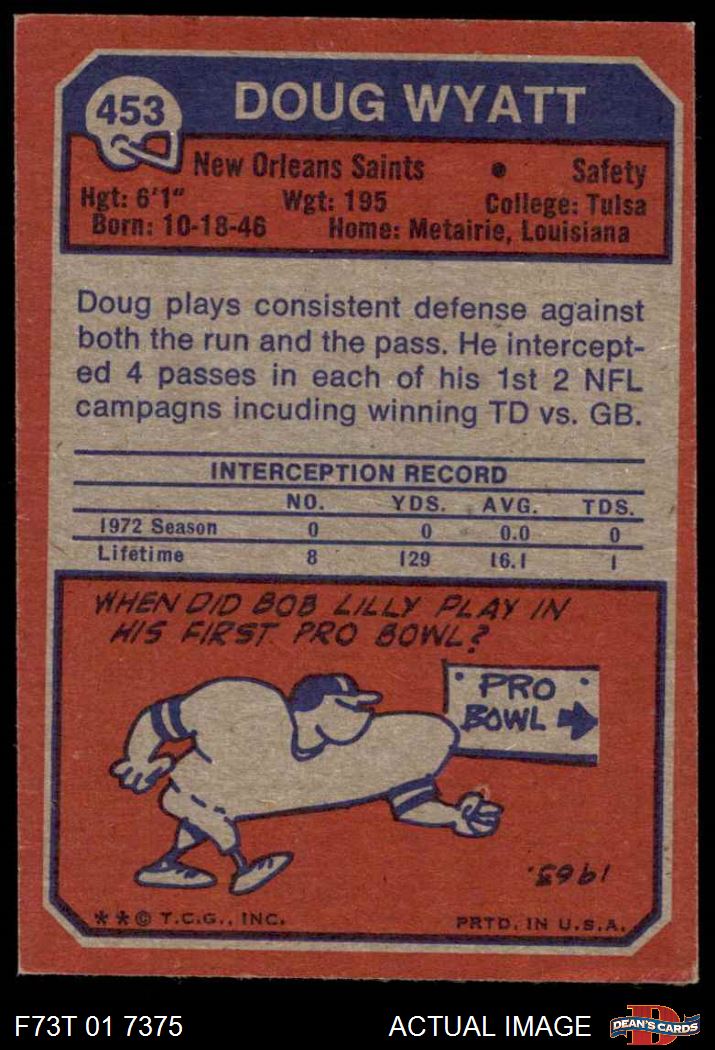 453
DOUG WYATT
New Orleans Saints • Safety
Hgt: 6'1" Wgt: 195 College: Tulsa
Born: 10-18-46 Home: Metairie, Louisiana
Doug plays consistent defense against
both the run and the pass. He intercept-
ed 4 passes in each of his 1st 2 NFL
campaigns incuding winning TD vs. GB.
INTERCEPTION RECORD
NO. YDS. AVG. TDS.
1972 Season 0 0 0.0 0
Lifetime 8 129 16.1 1
WHEN DID BOB LILLY PLAY IN
HIS FIRST PRO BOWL?
PRO
BOWL
1965.
**© T.C.G., INC. PRTD. IN U.S.A.
F73T 01 7375 ACTUAL IMAGE
D
DEAN'S CARDS